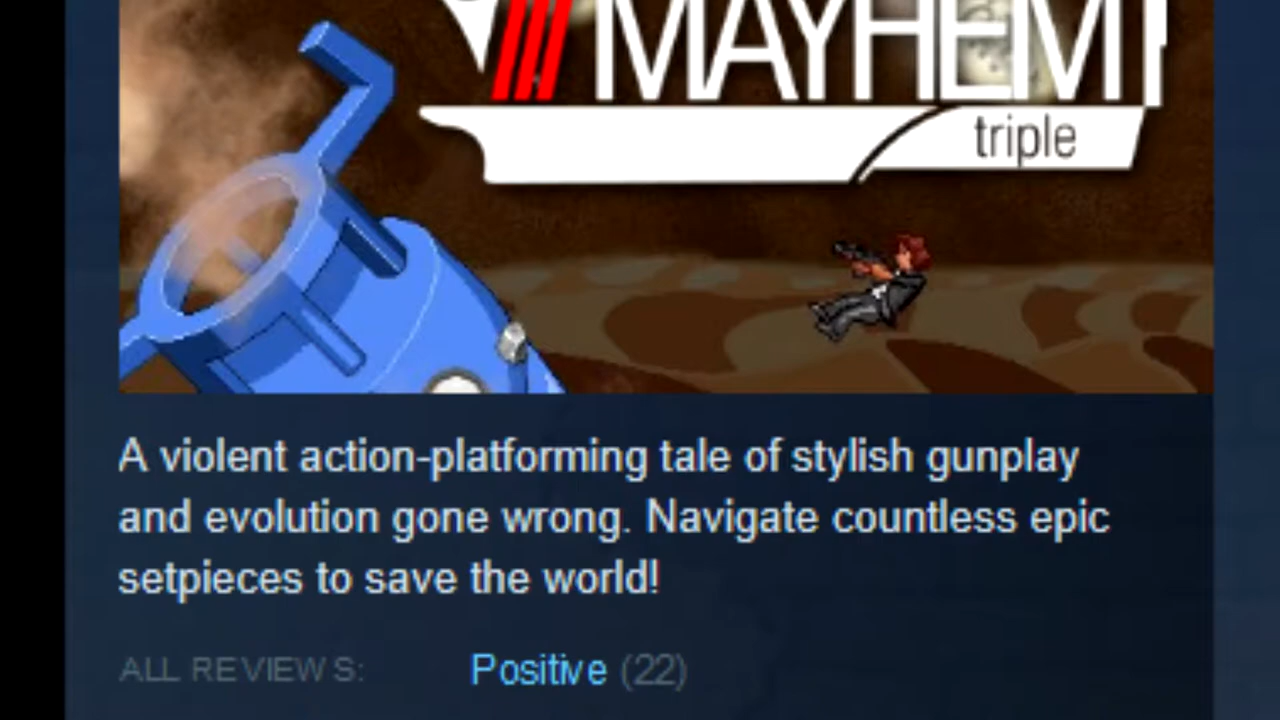 MAYHEM
triple
A violent action-platforming tale of stylish gunplay
and evolution gone wrong. Navigate countless epic
setpieces to save the world!
ALL REVIEWS: Positive (22)